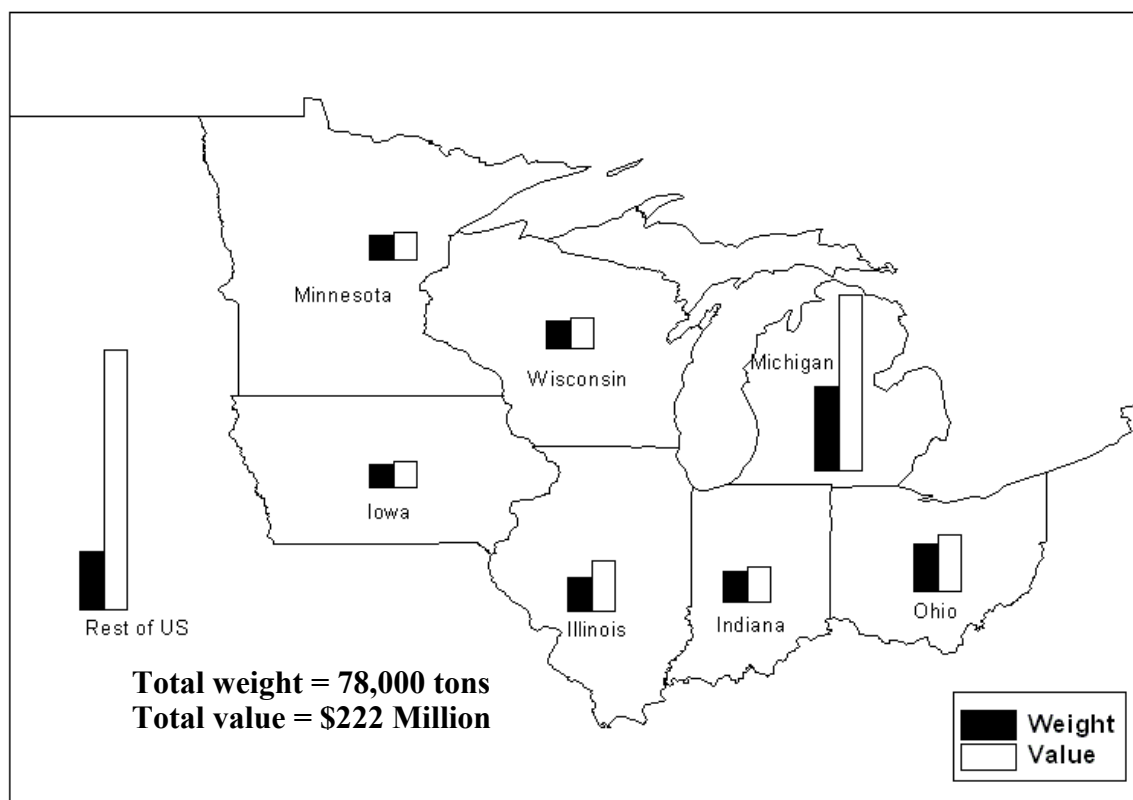 Minnesota
Wisconsin
Michigan
Iowa
Illinois
Indiana
Ohio
Rest of US
Total weight = 78,000 tons
Total value = $222 Million
Weight
Value